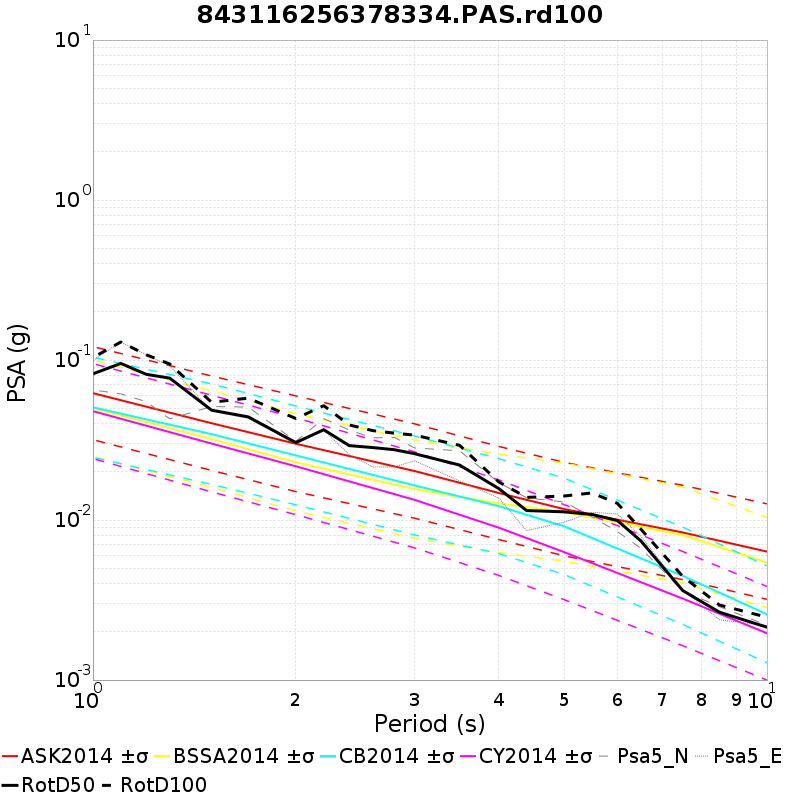 843116256378334.PAS.rd100
10^1
10^0
10^-1
10^-2
10^-3
PSA (g)
10^0 2 3 4 5 6 7 8 9 10^1
Period (s)
ASK2014 ±σ BSSA2014 ±σ CB2014 ±σ CY2014 ±σ Psa5_N Psa5_E
RotD50 RotD100